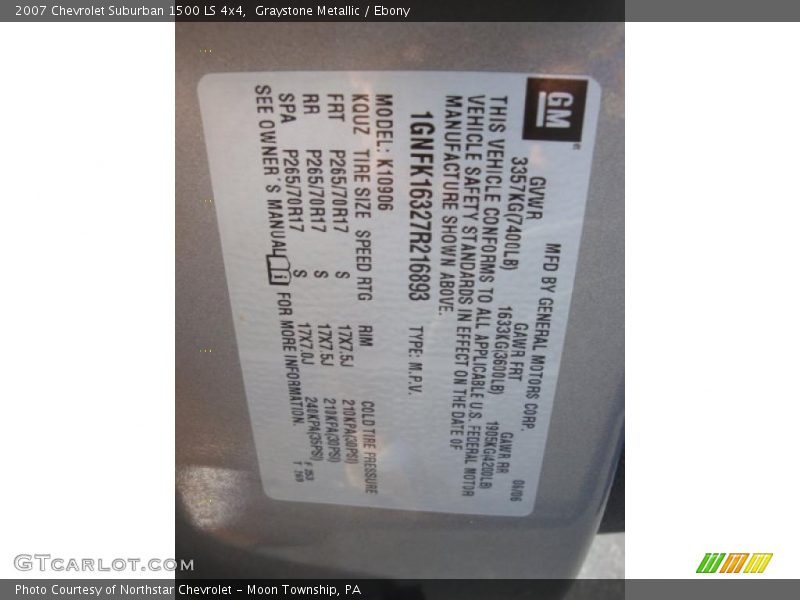 2007 Chevrolet Suburban 1500 LS 4x4, Graystone Metallic / Ebony
GM
MFD BY GENERAL MOTORS CORP. 06/06
GVWR GAWR FRT GAWR RR
3357KG(7400LB) 1633KG(3600LB) 1905KG(4200LB)
THIS VEHICLE CONFORMS TO ALL APPLICABLE U.S. FEDERAL MOTOR
VEHICLE SAFETY STANDARDS IN EFFECT ON THE DATE OF
MANUFACTURE SHOWN ABOVE.
1GNFK16327R216893 TYPE: M.P.V.
MODEL: K10906
KQUZ TIRE SIZE SPEED RTG RIM COLD TIRE PRESSURE
FRT P265/70R17 S 17X7.5J 210KPA(30PSI)
RR P265/70R17 S 17X7.5J 210KPA(30PSI)
SPA P265/70R17 S 17X7.0J 240KPA(35PSI)
SEE OWNER'S MANUAL i FOR MORE INFORMATION.
GTcarlot.com
Photo Courtesy of Northstar Chevrolet - Moon Township, PA